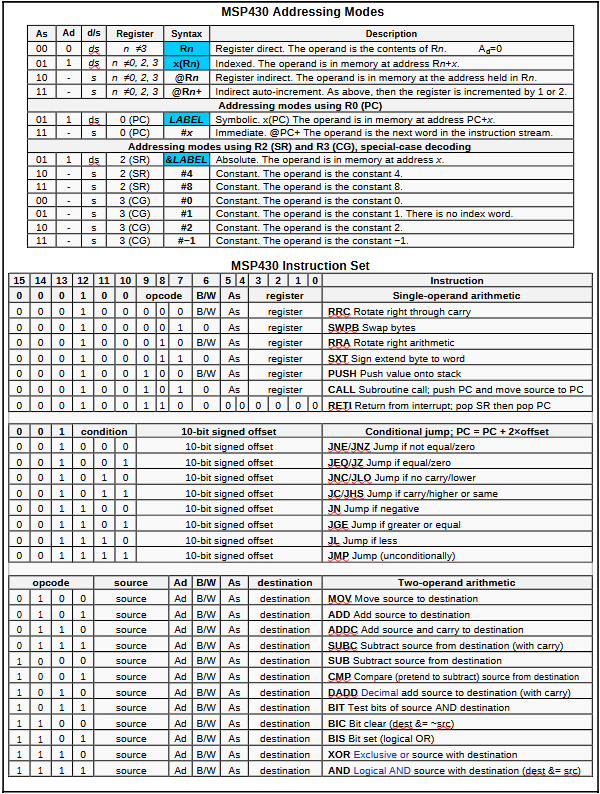 MSP430 Addressing Modes
As Ad d/s Register Syntax Description
00 0 ds n ≠3 Rn Register direct. The operand is the contents of Rn. Ad=0
01 1 ds n ≠0, 2, 3 x(Rn) Indexed. The operand is in memory at address Rn+x.
10 - s n ≠0, 2, 3 @Rn Register indirect. The operand is in memory at the address held in Rn.
11 - s n ≠0, 2, 3 @Rn+ Indirect auto-increment. As above, then the register is incremented by 1 or 2.
Addressing modes using R0 (PC)
01 1 ds 0 (PC) LABEL Symbolic. x(PC) The operand is in memory at address PC+x.
11 - s 0 (PC) #x Immediate. @PC+ The operand is the next word in the instruction stream.
Addressing modes using R2 (SR) and R3 (CG), special-case decoding
01 1 ds 2 (SR) &LABEL Absolute. The operand is in memory at address x.
10 - s 2 (SR) #4 Constant. The operand is the constant 4.
11 - s 2 (SR) #8 Constant. The operand is the constant 8.
00 - s 3 (CG) #0 Constant. The operand is the constant 0.
01 - s 3 (CG) #1 Constant. The operand is the constant 1. There is no index word.
10 - s 3 (CG) #2 Constant. The operand is the constant 2.
11 - s 3 (CG) #−1 Constant. The operand is the constant −1.
MSP430 Instruction Set
15 14 13 12 11 10 9 8 7 6 5 4 3 2 1 0 Instruction
0 0 0 1 0 0 opcode B/W As register Single-operand arithmetic
0 0 0 1 0 0 0 0 0 B/W As register RRC Rotate right through carry
0 0 0 1 0 0 0 0 1 0 As register SWPB Swap bytes
0 0 0 1 0 0 0 1 0 B/W As register RRA Rotate right arithmetic
0 0 0 1 0 0 0 1 1 0 As register SXT Sign extend byte to word
0 0 0 1 0 0 1 0 0 B/W As register PUSH Push value onto stack
0 0 0 1 0 0 1 0 1 0 As register CALL Subroutine call; push PC and move source to PC
0 0 0 1 0 0 1 1 0 0 0 0 0 0 0 0 RETI Return from interrupt; pop SR then pop PC
0 0 1 condition 10-bit signed offset Conditional jump; PC = PC + 2×offset
0 0 1 0 0 0 10-bit signed offset JNE/JNZ Jump if not equal/zero
0 0 1 0 0 1 10-bit signed offset JEQ/JZ Jump if equal/zero
0 0 1 0 1 0 10-bit signed offset JNC/JLO Jump if no carry/lower
0 0 1 0 1 1 10-bit signed offset JC/JHS Jump if carry/higher or same
0 0 1 1 0 0 10-bit signed offset JN Jump if negative
0 0 1 1 0 1 10-bit signed offset JGE Jump if greater or equal
0 0 1 1 1 0 10-bit signed offset JL Jump if less
0 0 1 1 1 1 10-bit signed offset JMP Jump (unconditionally)
opcode source Ad B/W As destination Two-operand arithmetic
0 1 0 0 source Ad B/W As destination MOV Move source to destination
0 1 0 1 source Ad B/W As destination ADD Add source to destination
0 1 1 0 source Ad B/W As destination ADDC Add source and carry to destination
0 1 1 1 source Ad B/W As destination SUBC Subtract source from destination (with carry)
1 0 0 0 source Ad B/W As destination SUB Subtract source from destination
1 0 0 1 source Ad B/W As destination CMP Compare (pretend to subtract) source from destination
1 0 1 0 source Ad B/W As destination DADD Decimal add source to destination (with carry)
1 0 1 1 source Ad B/W As destination BIT Test bits of source AND destination
1 1 0 0 source Ad B/W As destination BIC Bit clear (dest &= ~src)
1 1 0 1 source Ad B/W As destination BIS Bit set (logical OR)
1 1 1 0 source Ad B/W As destination XOR Exclusive or source with destination
1 1 1 1 source Ad B/W As destination AND Logical AND source with destination (dest &= src)